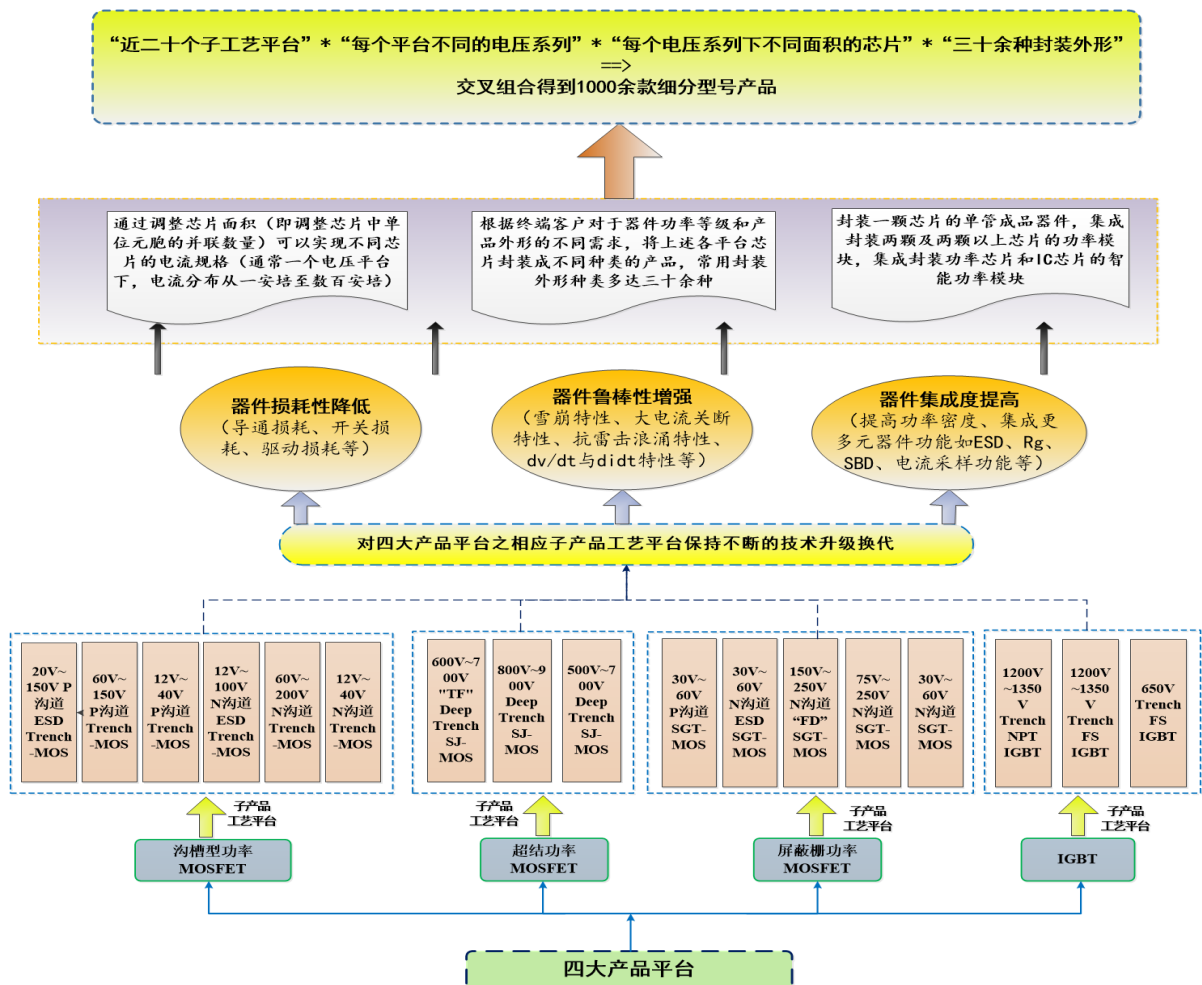 “近二十个子工艺平台”*“每个平台不同的电压系列”*“每个电压系列下不同面积的芯片”*“三十余种封装外形”
==>
交叉组合得到1000余款细分型号产品
通过调整芯片面积（即调整芯片中单
位元胞的并联数量）可以实现不同芯
片的电流规格（通常一个电压平台
下，电流分布从一安培至数百安培）
根据终端客户对于器件功率等级和产
品外形的不同需求，将上述各平台芯
片封装成不同种类的产品，常用封装
外形种类多达三十余种
封装一颗芯片的单管成品器件，集成
封装两颗及两颗以上芯片的功率模
块，集成封装功率芯片和IC芯片的智
能功率模块
器件损耗性降低
（导通损耗、开关损
耗、驱动损耗等）
器件鲁棒性增强
（雪崩特性、大电流关断
特性、抗雷击浪涌特性、
dv/dt与didt特性等）
器件集成度提高
（提高功率密度、集成更
多元器件功能如ESD、Rg、
SBD、电流采样功能等）
对四大产品平台之相应子产品工艺平台保持不断的技术升级换代
20V~
150V P
沟道
ESD
Trench
-MOS
60V~
150V
P沟道
Trench
-MOS
12V~
40V
P沟道
Trench
-MOS
12V~
100V
N沟道
ESD
Trench
-MOS
60V~
200V
N沟道
Trench
-MOS
12V~
40V
N沟道
Trench
-MOS
600V~7
00V
"TF"
Deep
Trench
SJ-
MOS
800V~9
00V
Deep
Trench
SJ-
MOS
500V~7
00V
Deep
Trench
SJ-
MOS
30V~
60V
P沟道
SGT-
MOS
30V~
60V
N沟道
ESD
SGT-
MOS
150V~
250V
N沟道
“FD”
SGT-
MOS
75V~
250V
N沟道
SGT-
MOS
30V~
60V
N沟道
SGT-
MOS
1200V
~1350
V
Trench
NPT
IGBT
1200V
~1350
V
Trench
FS
IGBT
650V
Trench
FS
IGBT
子产品
工艺平台
子产品
工艺平台
子产品
工艺平台
子产品
工艺平台
沟槽型功率
MOSFET
超结功率
MOSFET
屏蔽栅功率
MOSFET
IGBT
四大产品平台